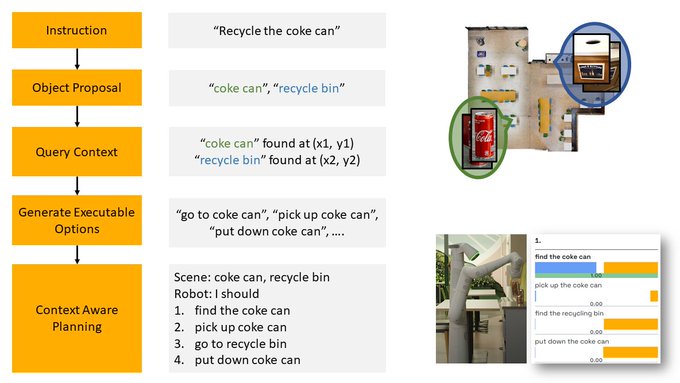 Instruction
"Recycle the coke can"
Object Proposal
"coke can", "recycle bin"
Query Context
"coke can" found at (x1, y1)
"recycle bin" found at (x2, y2)
Generate Executable
Options
"go to coke can", "pick up coke can",
"put down coke can", ….
Context Aware
Planning
Scene: coke can, recycle bin
Robot: I should
1. find the coke can
2. pick up coke can
3. go to recycle bin
4. put down coke can
1.
find the coke can
1.00
pick up the coke can
0.00
find the recycling bin
0.00
put down the coke can
0.00